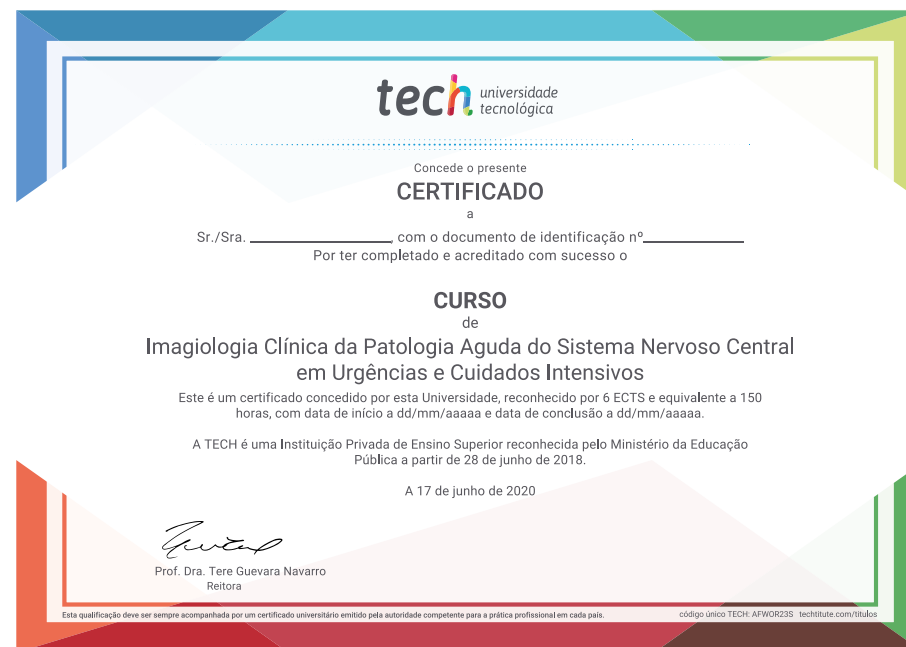 tech universidade
tecnológica
Concede o presente
CERTIFICADO
a
Sr./Sra. ____________________, com o documento de identificação nº______________
Por ter completado e acreditado com sucesso o
CURSO
de
Imagiologia Clínica da Patologia Aguda do Sistema Nervoso Central
em Urgências e Cuidados Intensivos
Este é um certificado concedido por esta Universidade, reconhecido por 6 ECTS e equivalente a 150
horas, com data de início a dd/mm/aaaaa e data de conclusão a dd/mm/aaaaa.
A TECH é uma Instituição Privada de Ensino Superior reconhecida pelo Ministério da Educação
Pública a partir de 28 de junho de 2018.
A 17 de junho de 2020
Prof. Dra. Tere Guevara Navarro
Reitora
Esta qualificação deve ser sempre acompanhada por um certificado universitário emitido pela autoridade competente para a prática profissional em cada país.
código único TECH: AFWOR23S techtitute.com/titulos